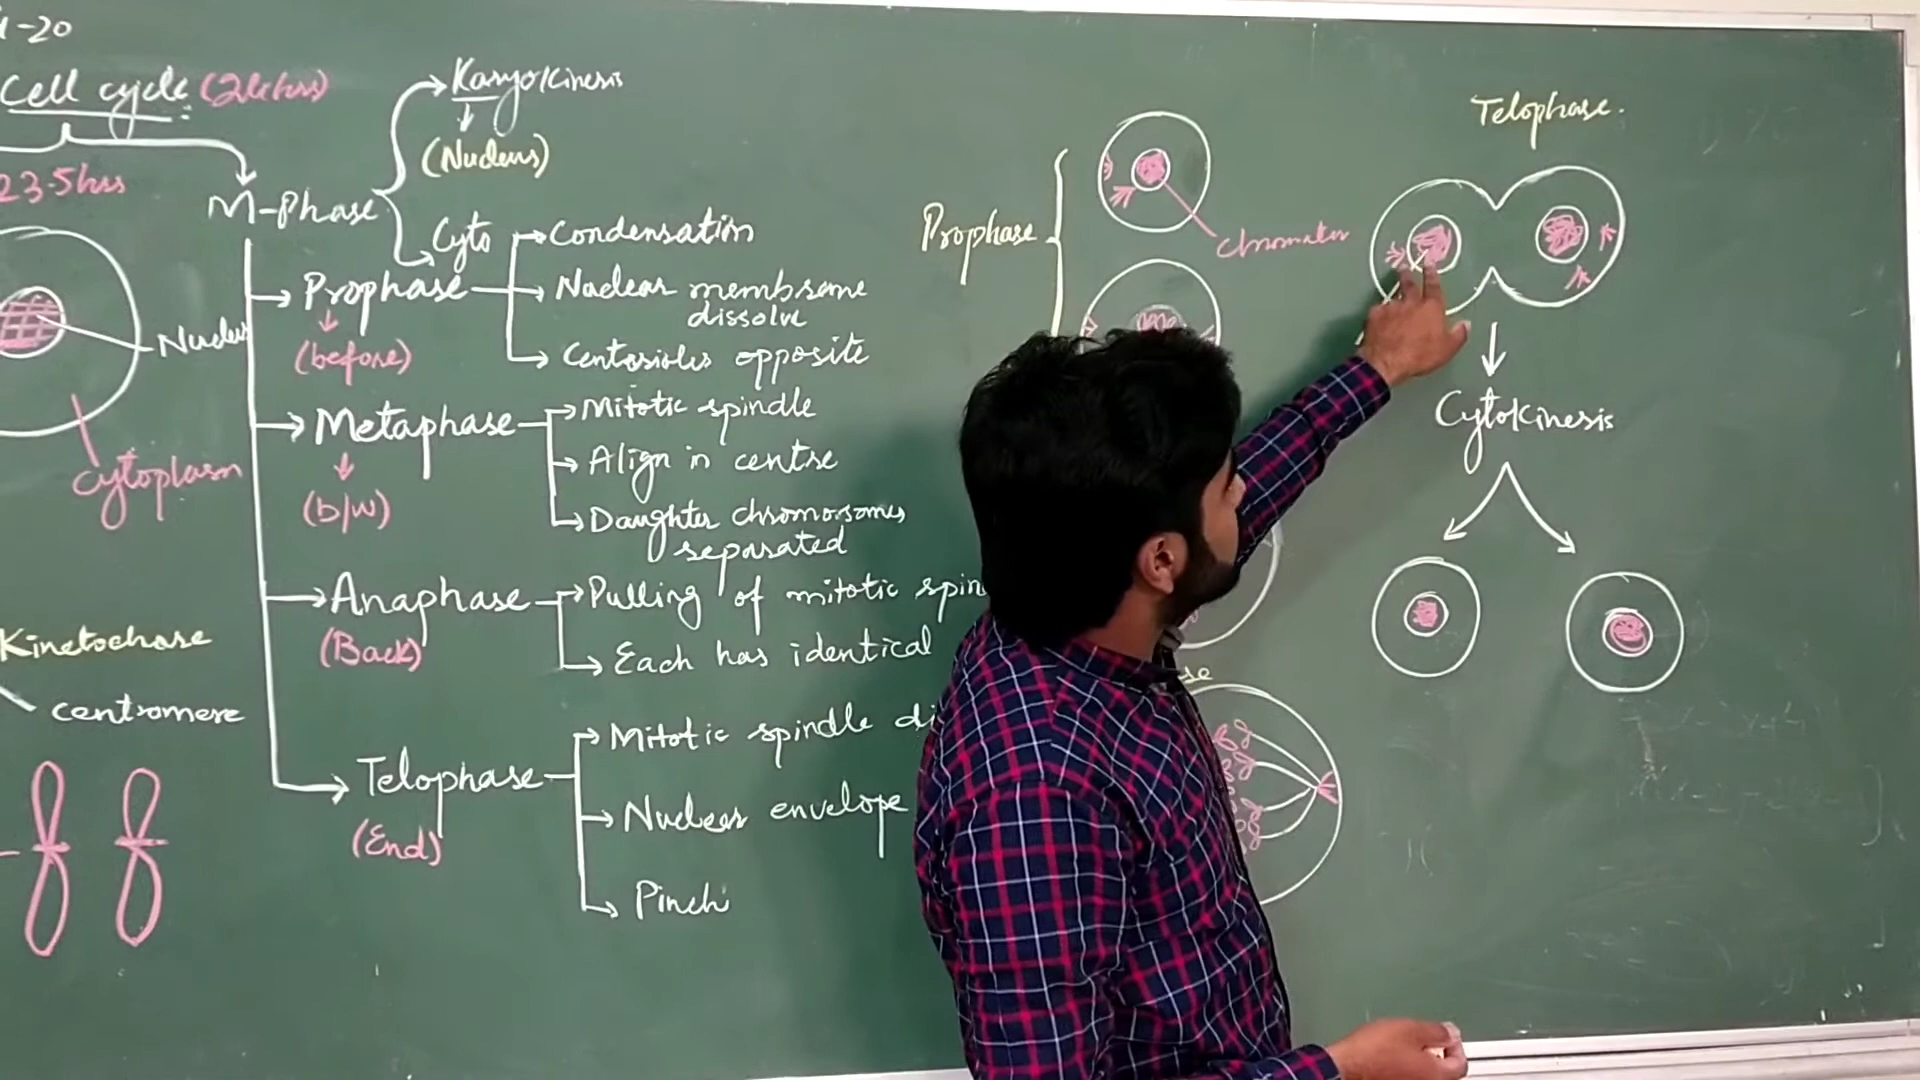 -20
Cell cycle (24hrs)
23.5hrs
Nucleus
Cytoplasm
Kinetochore
centromere
M-Phase
Karyokinesis
(Nucleus)
Cyto
Prophase
(before)
Condensation
Nuclear membrane
dissolve
Centrioles opposite
Metaphase
(b/w)
Mitotic spindle
Align in centre
Daughter chromosomes
separated
Anaphase
(Back)
Pulling of mitotic spin
Each has identical
Telophase
(End)
Mitotic spindle di
Nuclear envelope
Pinch
Prophase
chromatin
se
Telophase.
Cytokinesis